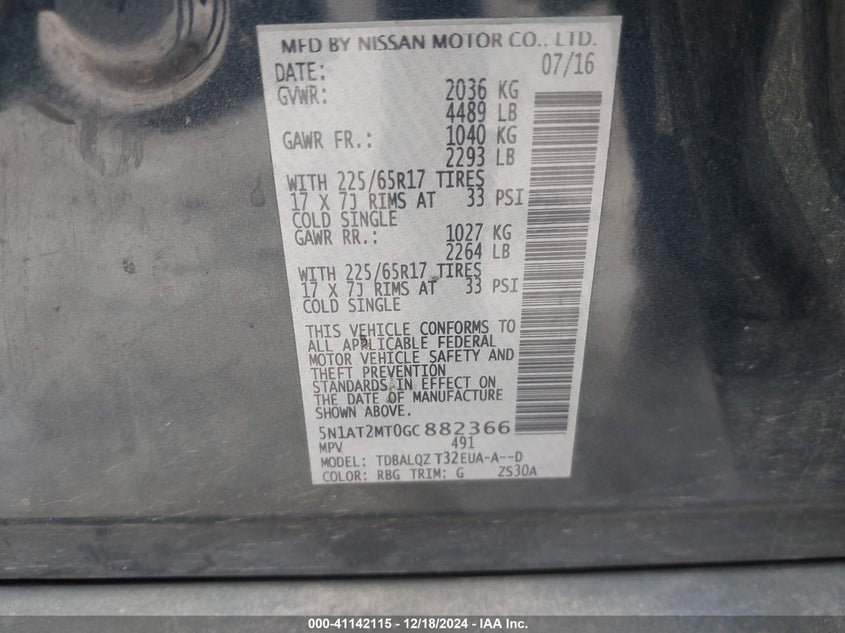 MFD BY NISSAN MOTOR CO., LTD.
DATE: 07/16
GVWR: 2036 KG
4489 LB
GAWR FR.: 1040 KG
2293 LB
WITH 225/65R17 TIRES
17 X 7J RIMS AT 33 PSI
COLD SINGLE
GAWR RR.: 1027 KG
2264 LB
WITH 225/65R17 TIRES
17 X 7J RIMS AT 33 PSI
COLD SINGLE
THIS VEHICLE CONFORMS TO
ALL APPLICABLE FEDERAL
MOTOR VEHICLE SAFETY AND
THEFT PREVENTION
STANDARDS IN EFFECT ON
THE DATE OF MANUFACTURE
SHOWN ABOVE.
5N1AT2MT0GC882366
MPV 491
MODEL: TDBALQZ T32EUA-A--D
COLOR: RBG TRIM: G ZS30A
000-41142115 - 12/18/2024 - IAA Inc.